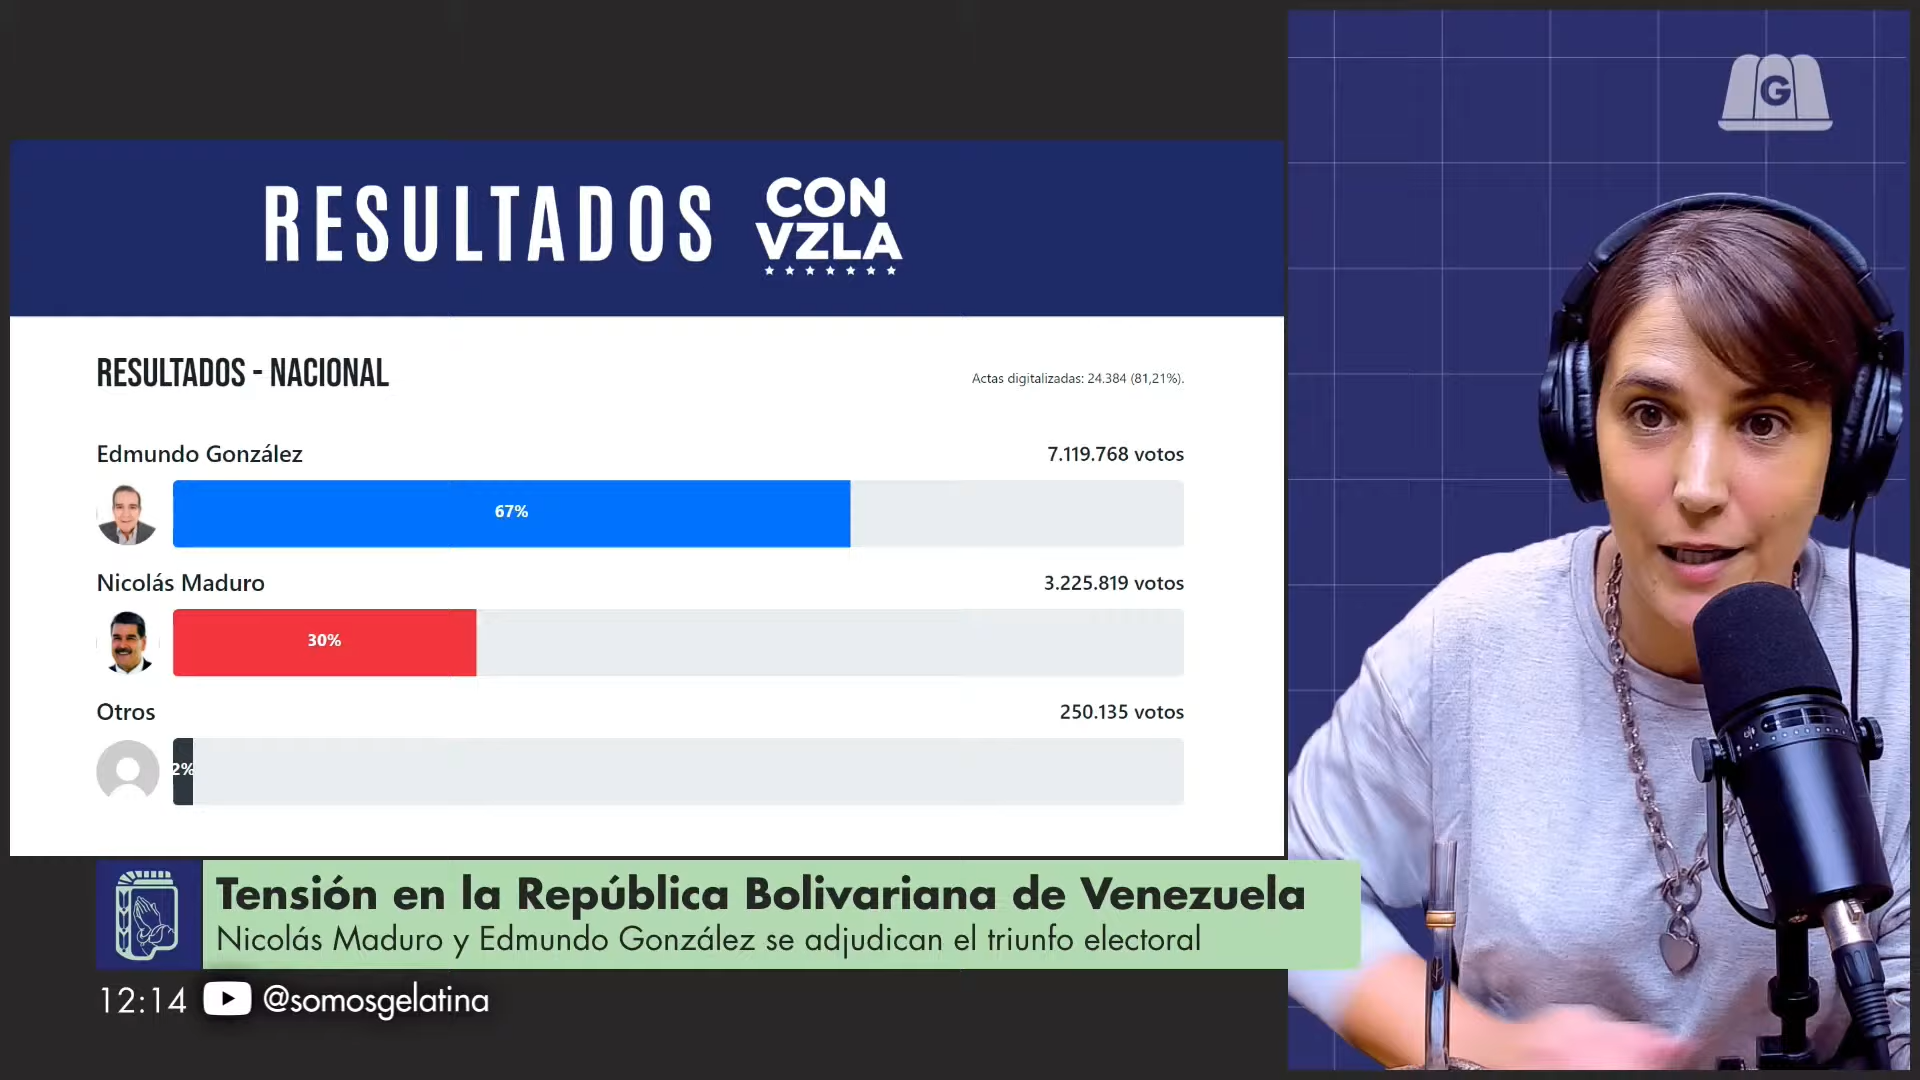 G
RESULTADOS
CON
VZLA
RESULTADOS - NACIONAL
Actas digitalizadas: 24.384 (81,21%).
Edmundo González
7.119.768 votos
67%
Nicolás Maduro
3.225.819 votos
30%
Otros
250.135 votos
2%
Tensión en la República Bolivariana de Venezuela
Nicolás Maduro y Edmundo González se adjudican el triunfo electoral
12:14
@somosgelatina